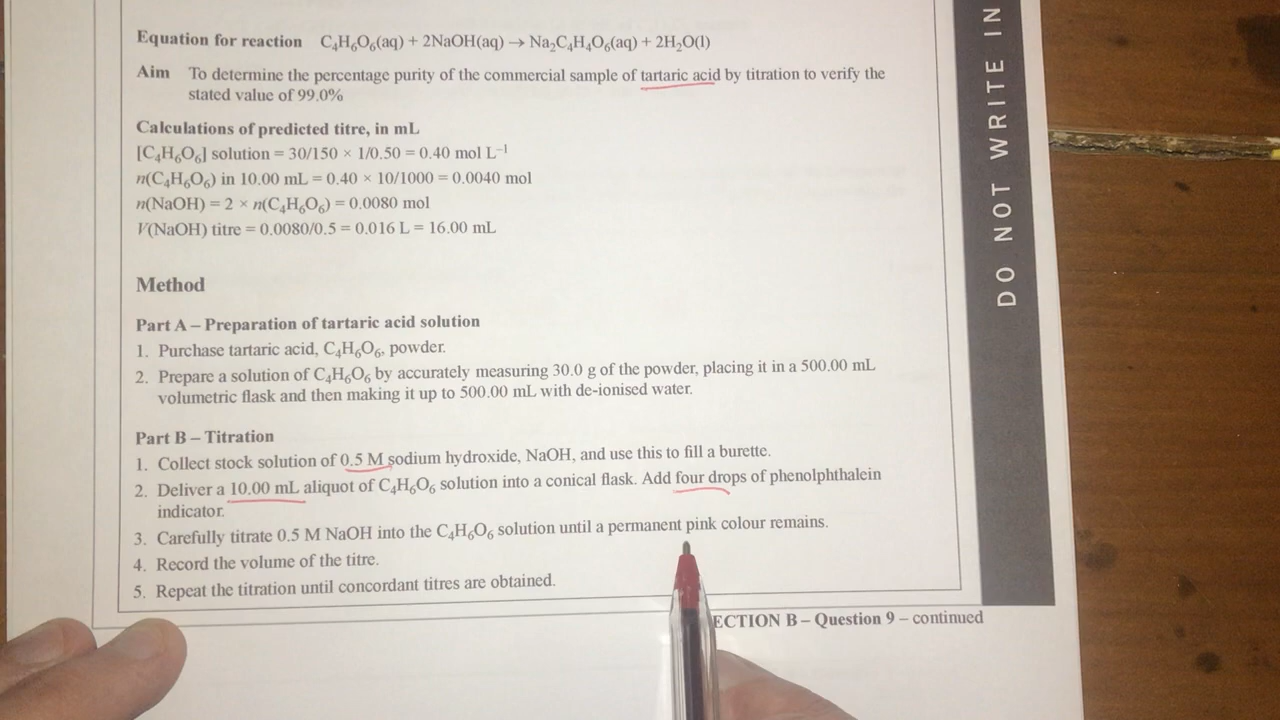 Equation for reaction C₄H₆O₆(aq) + 2NaOH(aq) → Na₂C₄H₄O₆(aq) + 2H₂O(l)
Aim To determine the percentage purity of the commercial sample of tartaric acid by titration to verify the
stated value of 99.0%
Calculations of predicted titre, in mL
[C₄H₆O₆] solution = 30/150 × 1/0.50 = 0.40 mol L⁻¹
n(C₄H₆O₆) in 10.00 mL = 0.40 × 10/1000 = 0.0040 mol
n(NaOH) = 2 × n(C₄H₆O₆) = 0.0080 mol
V(NaOH) titre = 0.0080/0.5 = 0.016 L = 16.00 mL
Method
Part A – Preparation of tartaric acid solution
1. Purchase tartaric acid, C₄H₆O₆, powder.
2. Prepare a solution of C₄H₆O₆ by accurately measuring 30.0 g of the powder, placing it in a 500.00 mL
volumetric flask and then making it up to 500.00 mL with de-ionised water.
Part B – Titration
1. Collect stock solution of 0.5 M sodium hydroxide, NaOH, and use this to fill a burette.
2. Deliver a 10.00 mL aliquot of C₄H₆O₆ solution into a conical flask. Add four drops of phenolphthalein
indicator.
3. Carefully titrate 0.5 M NaOH into the C₄H₆O₆ solution until a permanent pink colour remains.
4. Record the volume of the titre.
5. Repeat the titration until concordant titres are obtained.
ECTION B – Question 9 – continued
DO NOT WRITE IN